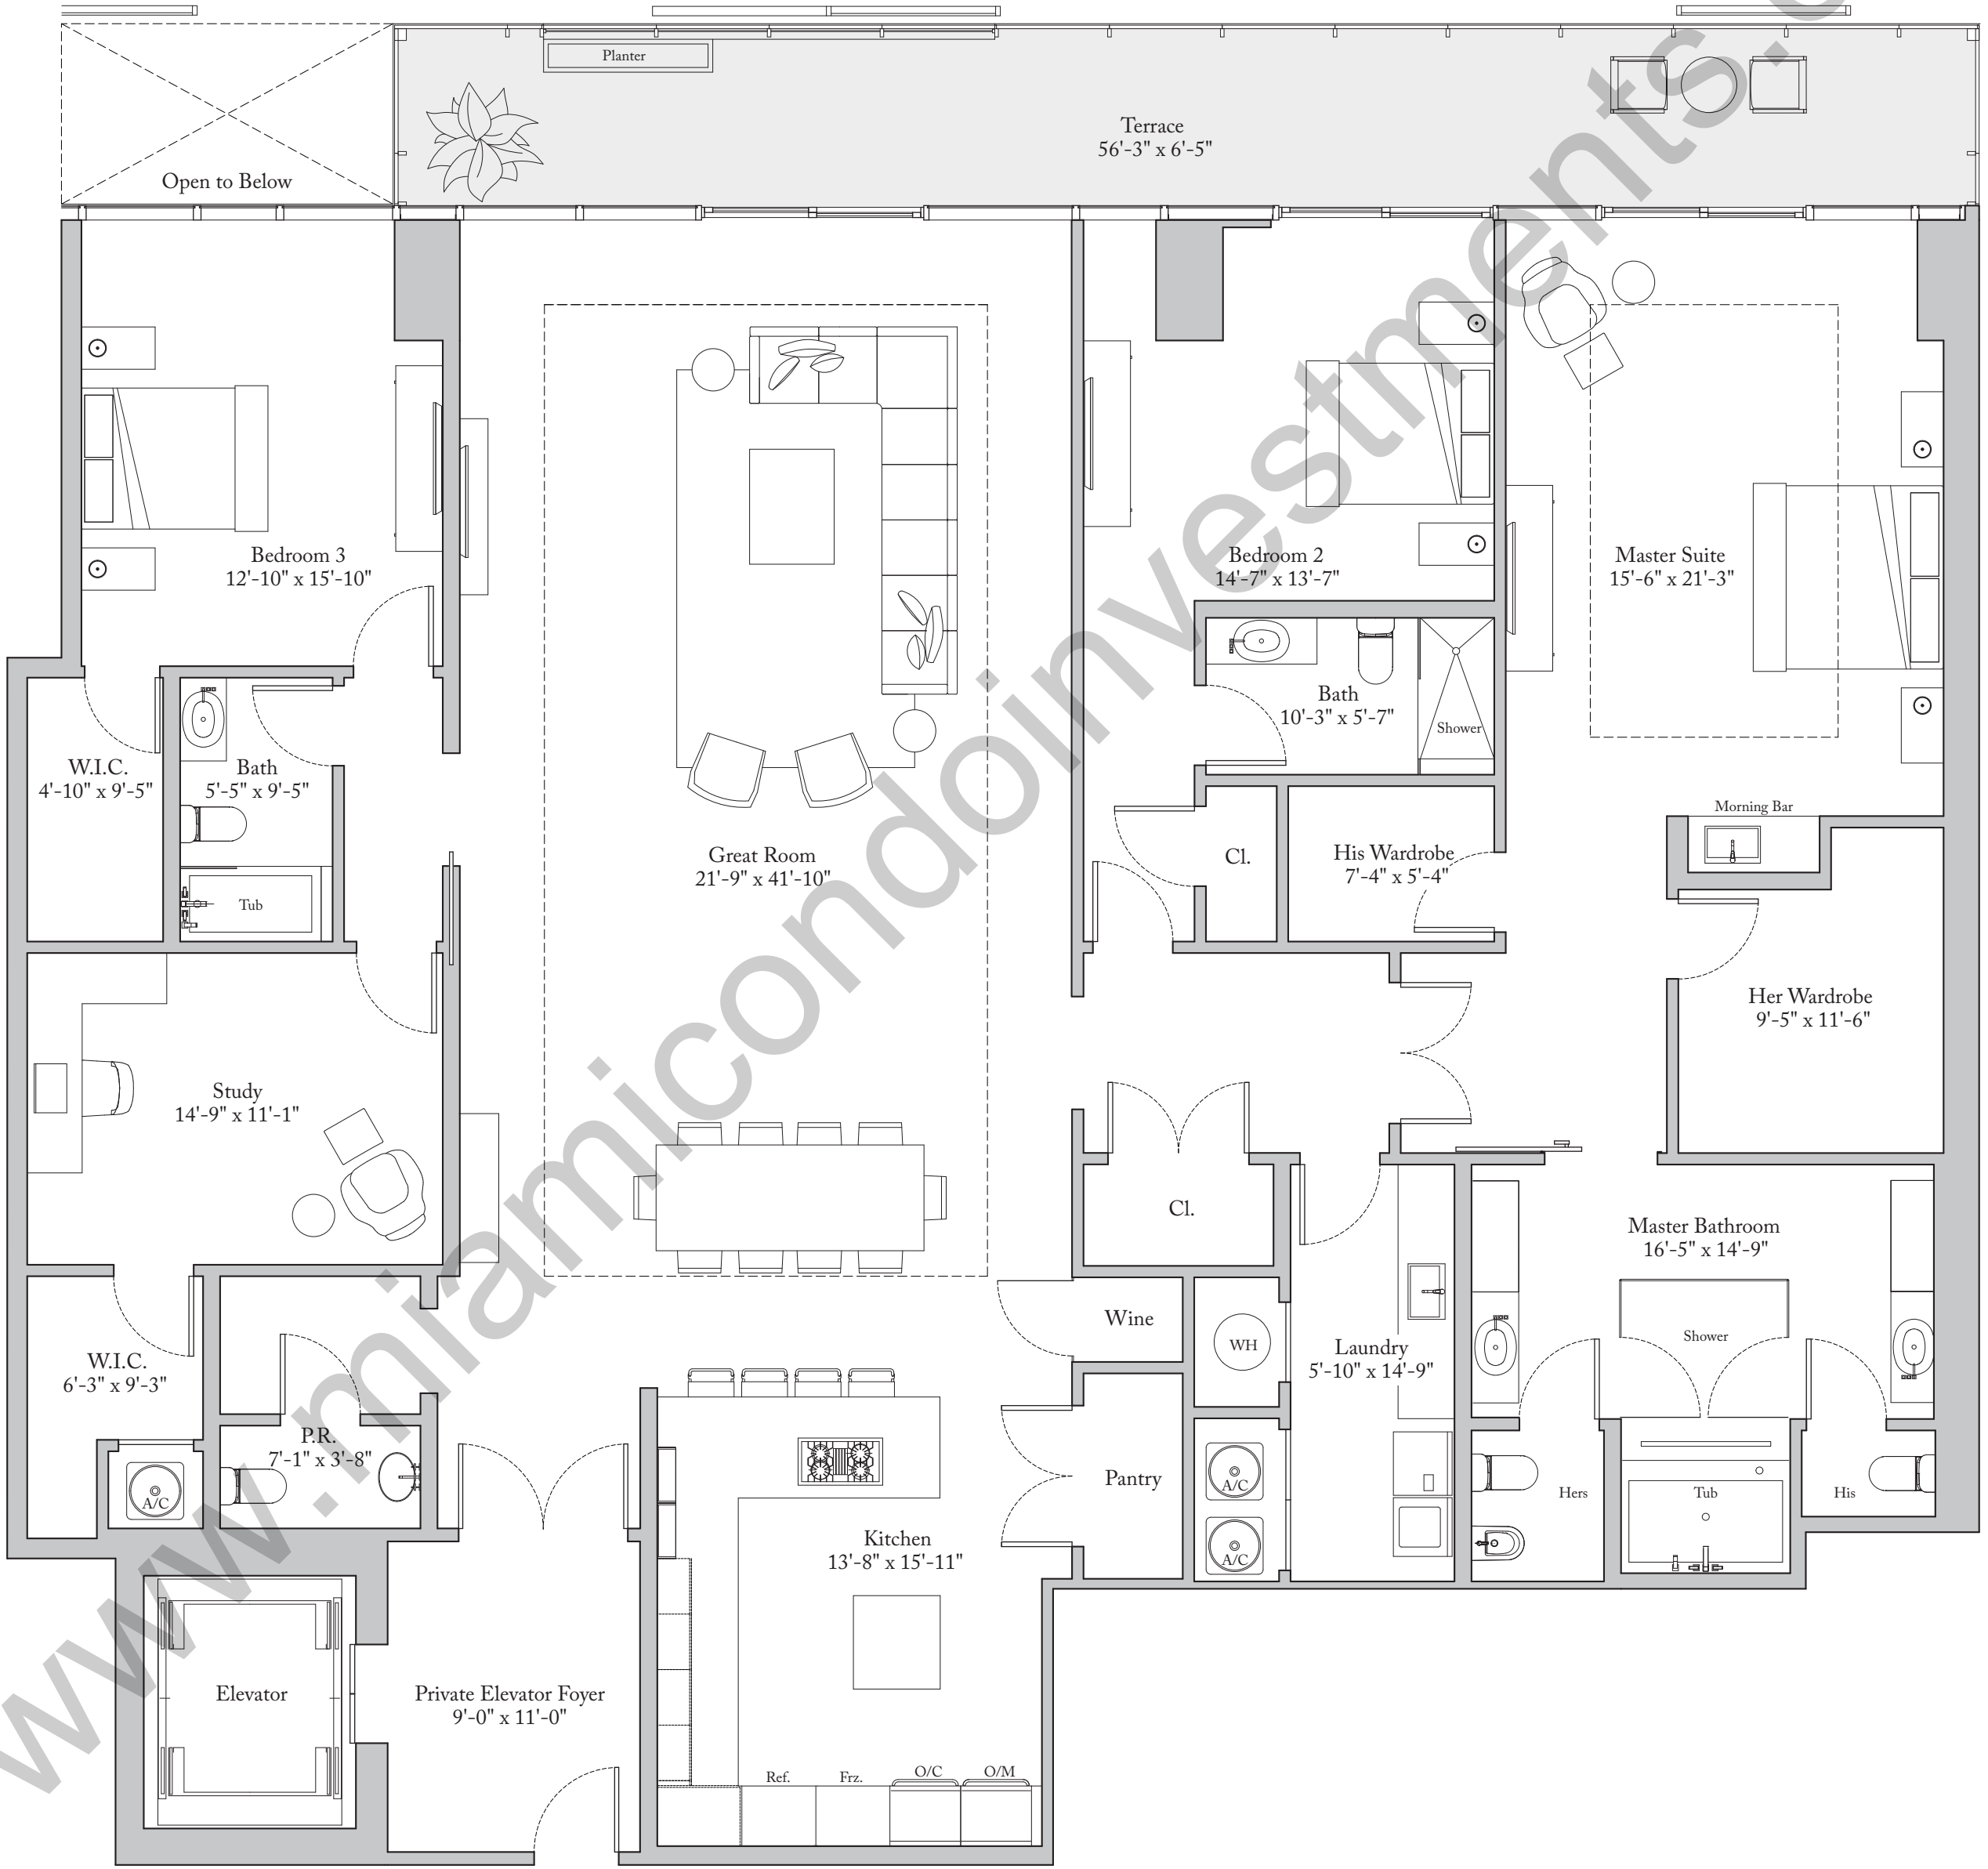 Planter
Terrace
56'-3" x 6'-5"
Open to Below
Bedroom 3
12'-10" x 15'-10"
Bedroom 2
14'-7" x 13'-7"
Master Suite
15'-6" x 21'-3"
Bath
10'-3" x 5'-7"
Shower
W.I.C.
4'-10" x 9'-5"
Bath
5'-5" x 9'-5"
Tub
Morning Bar
Great Room
21'-9" x 41'-10"
Cl.
His Wardrobe
7'-4" x 5'-4"
Her Wardrobe
9'-5" x 11'-6"
Study
14'-9" x 11'-1"
Cl.
Master Bathroom
16'-5" x 14'-9"
Wine
WH
Laundry
5'-10" x 14'-9"
Shower
W.I.C.
6'-3" x 9'-3"
P.R.
7'-1" x 3'-8"
A/C
Pantry
A/C
A/C
Hers
Tub
His
Kitchen
13'-8" x 15'-11"
Elevator
Private Elevator Foyer
9'-0" x 11'-0"
Ref.
Frz.
O/C
O/M
www.miamicondoinvestments.c